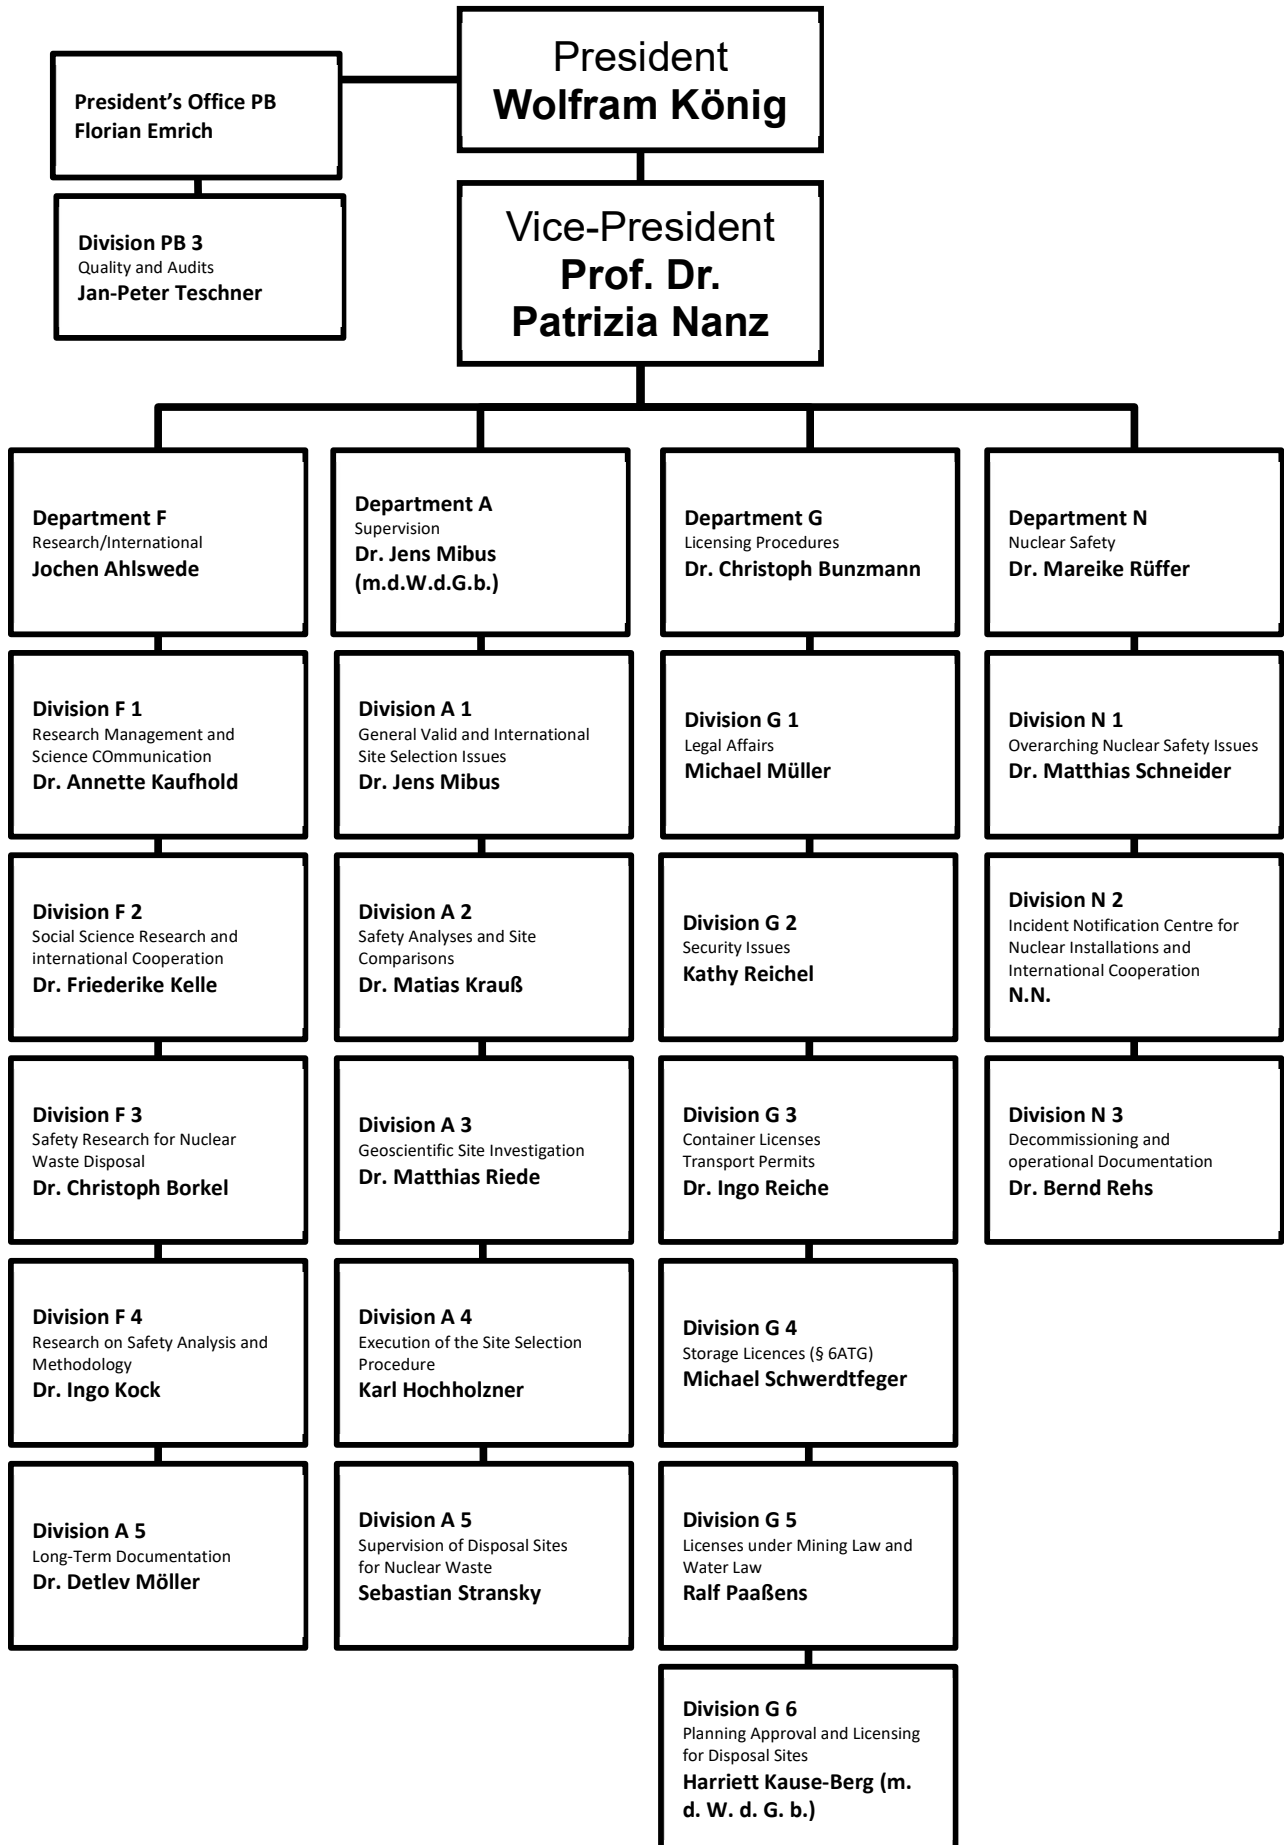 President
Wolfram König
President's Office PB
Florian Emrich
Division PB 3
Quality and Audits
Jan-Peter Teschner
Vice-President
Prof. Dr.
Patrizia Nanz
Department F
Research/International
Jochen Ahlswede
Division F 1
Research Management and
Science COmmunication
Dr. Annette Kaufhold
Division F 2
Social Science Research and
international Cooperation
Dr. Friederike Kelle
Division F 3
Safety Research for Nuclear
Waste Disposal
Dr. Christoph Borkel
Division F 4
Research on Safety Analysis and
Methodology
Dr. Ingo Kock
Division A 5
Long-Term Documentation
Dr. Detlev Möller
Department A
Supervision
Dr. Jens Mibus
(m.d.W.d.G.b.)
Division A 1
General Valid and International
Site Selection Issues
Dr. Jens Mibus
Division A 2
Safety Analyses and Site
Comparisons
Dr. Matias Krauß
Division A 3
Geoscientific Site Investigation
Dr. Matthias Riede
Division A 4
Execution of the Site Selection
Procedure
Karl Hochholzner
Division A 5
Supervision of Disposal Sites
for Nuclear Waste
Sebastian Stransky
Department G
Licensing Procedures
Dr. Christoph Bunzmann
Division G 1
Legal Affairs
Michael Müller
Division G 2
Security Issues
Kathy Reichel
Division G 3
Container Licenses
Transport Permits
Dr. Ingo Reiche
Division G 4
Storage Licences (§ 6ATG)
Michael Schwerdtfeger
Division G 5
Licenses under Mining Law and
Water Law
Ralf Paaßens
Division G 6
Planning Approval and Licensing
for Disposal Sites
Harriett Kause-Berg (m.
d. W. d. G. b.)
Department N
Nuclear Safety
Dr. Mareike Rüffer
Division N 1
Overarching Nuclear Safety Issues
Dr. Matthias Schneider
Division N 2
Incident Notification Centre for
Nuclear Installations and
International Cooperation
N.N.
Division N 3
Decommissioning and
operational Documentation
Dr. Bernd Rehs